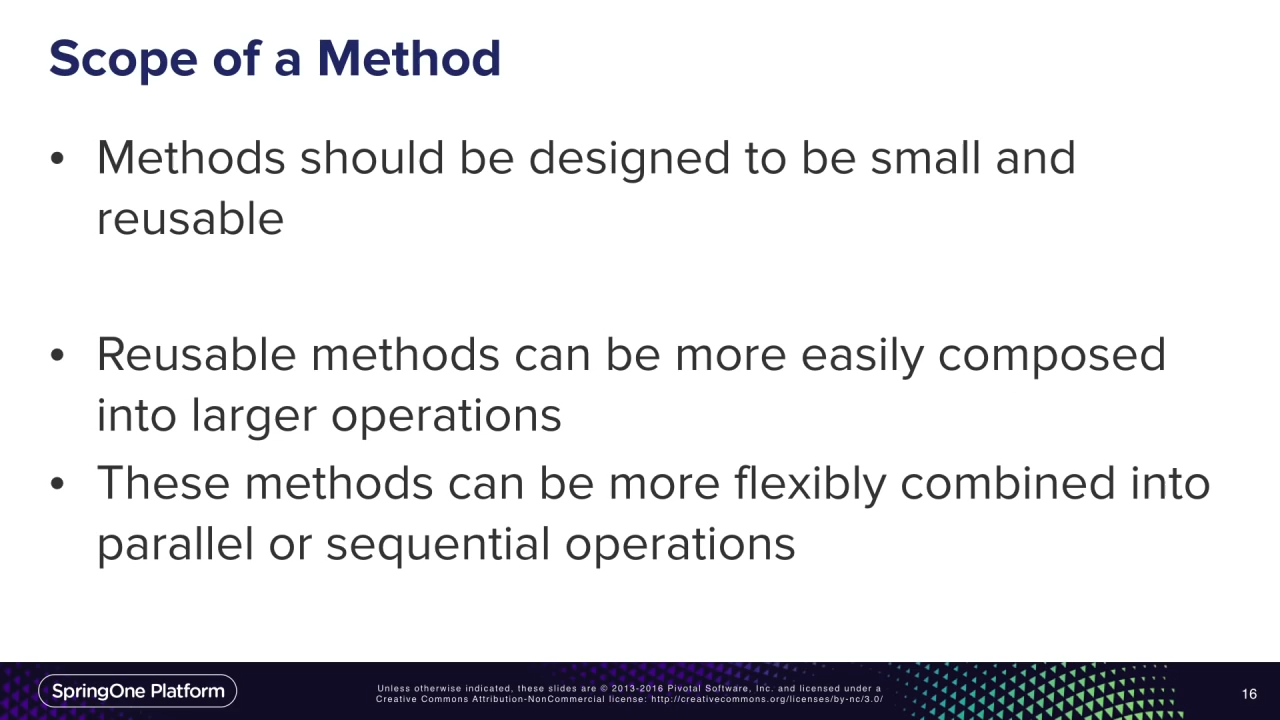 Scope of a Method
• Methods should be designed to be small and
reusable
• Reusable methods can be more easily composed
into larger operations
• These methods can be more flexibly combined into
parallel or sequential operations
SpringOne Platform
Unless otherwise indicated, these slides are © 2013-2016 Pivotal Software, Inc. and licensed under a
Creative Commons Attribution-NonCommercial license: http://creativecommons.org/licenses/by-nc/3.0/
16